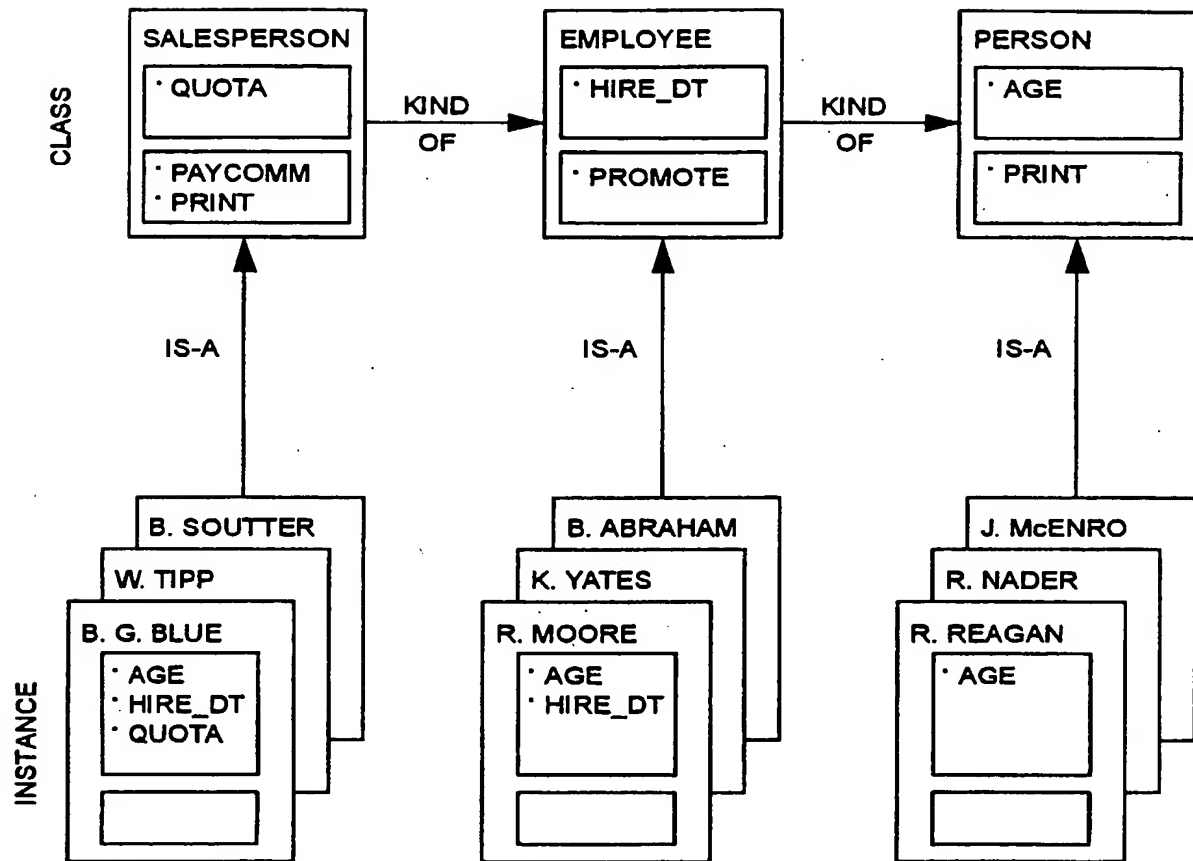 CLASS
SALESPERSON
· QUOTA
· PAYCOMM
· PRINT
KIND
OF
EMPLOYEE
· HIRE_DT
· PROMOTE
KIND
OF
PERSON
· AGE
· PRINT
IS-A
IS-A
IS-A
INSTANCE
B. SOUTTER
W. TIPP
B. G. BLUE
· AGE
· HIRE_DT
· QUOTA
B. ABRAHAM
K. YATES
R. MOORE
· AGE
· HIRE_DT
J. McENRO
R. NADER
R. REAGAN
· AGE